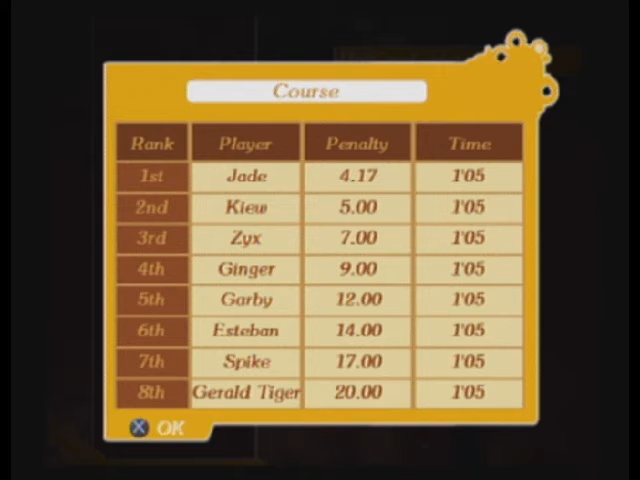 Course
Rank Player Penalty Time
1st Jade 4.17 1'05
2nd Kiew 5.00 1'05
3rd Zyx 7.00 1'05
4th Ginger 9.00 1'05
5th Garby 12.00 1'05
6th Esteban 14.00 1'05
7th Spike 17.00 1'05
8th Gerald Tiger 20.00 1'05
X OK